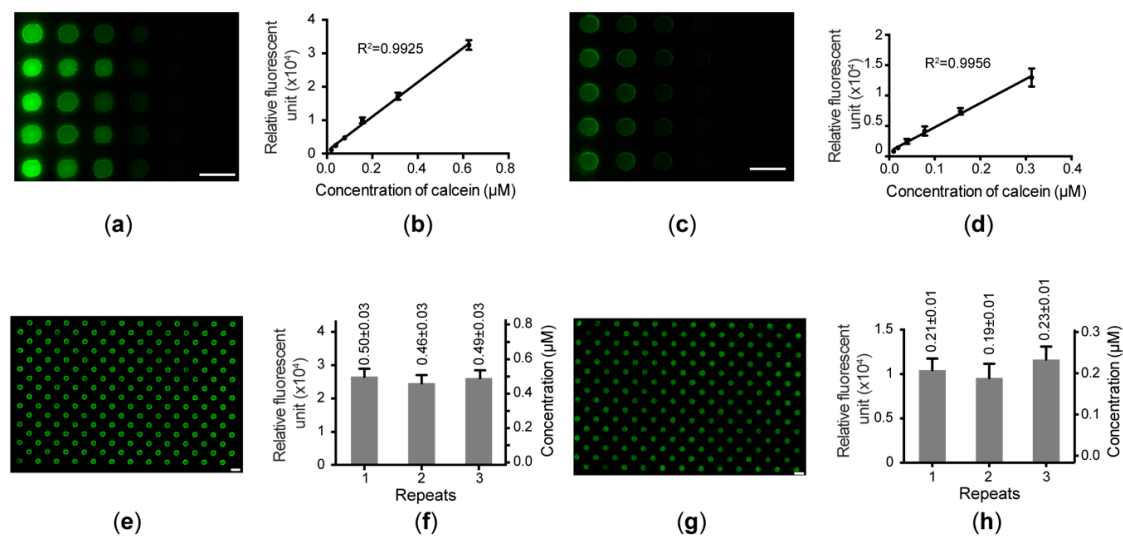 4
3
2
1
0
R²=0.9925
Relative fluorescent
unit (x10⁴)
0.0 0.2 0.4 0.6 0.8
Concentration of calcein (µM)
2
1.5
1
0.5
0
R²=0.9956
Relative fluorescent
unit (x10⁴)
0.0 0.1 0.2 0.3 0.4
Concentration of calcein (µM)
(a)
(b)
(c)
(d)
0.50±0.03
0.46±0.03
0.49±0.03
4
3
2
1
0
Relative fluorescent
unit (x10⁴)
0.8
0.6
0.4
0.2
0.0
Concentration (µM)
1 2 3
Repeats
0.21±0.01
0.19±0.01
0.23±0.01
1.5
1
0.5
0
Relative fluorescent
unit (x10⁴)
0.3
0.2
0.1
0.0
Concentration (µM)
1 2 3
Repeats
(e)
(f)
(g)
(h)